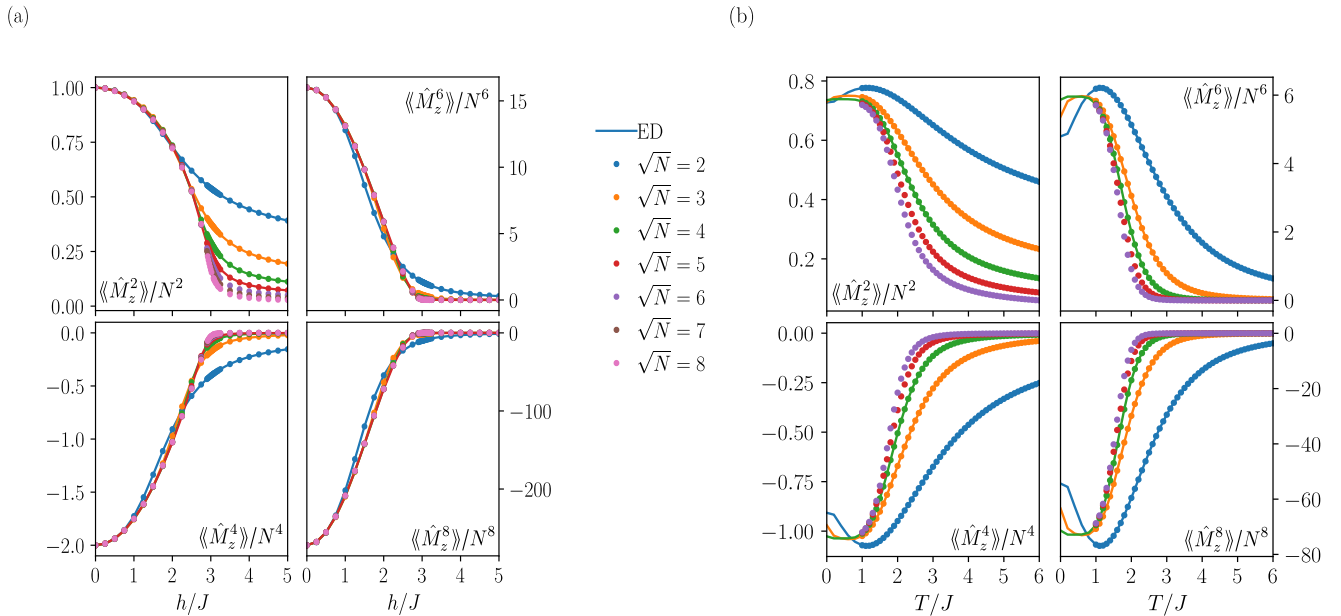 (a)
(b)
1.00
0.75
0.50
0.25
0.00
⟪M̂_z^2⟫/N^2
⟪M̂_z^6⟫/N^6
15
10
5
0
0.0
−0.5
−1.0
−1.5
−2.0
⟪M̂_z^4⟫/N^4
⟪M̂_z^8⟫/N^8
0
−100
−200
0 1 2 3 4 5
0 1 2 3 4 5
h/J
h/J
ED
√N = 2
√N = 3
√N = 4
√N = 5
√N = 6
√N = 7
√N = 8
0.8
0.6
0.4
0.2
⟪M̂_z^2⟫/N^2
⟪M̂_z^6⟫/N^6
6
4
2
0
0.00
−0.25
−0.50
−0.75
−1.00
⟪M̂_z^4⟫/N^4
⟪M̂_z^8⟫/N^8
0
−20
−40
−60
−80
0 1 2 3 4 5 6
0 1 2 3 4 5 6
T/J
T/J